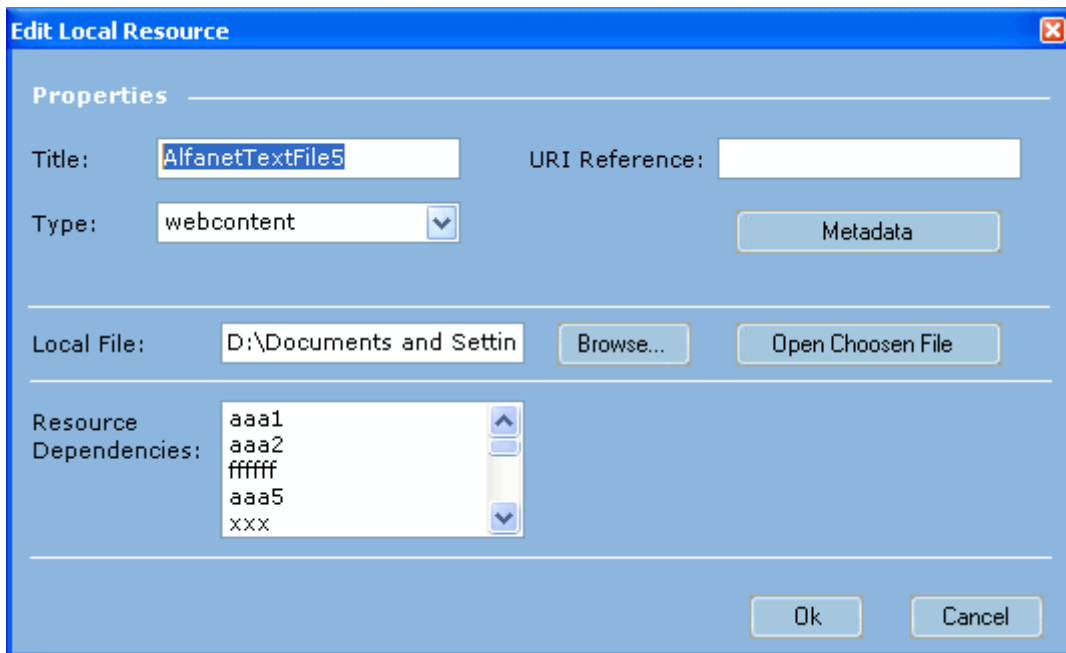 Edit Local Resource
Properties
Title: AlfanetTextFile5 URI Reference:
Type: webcontent Metadata
Local File: D:\Documents and Settin Browse... Open Choosen File
Resource Dependencies:
aaa1
aaa2
ffffff
aaa5
xxx
Ok Cancel